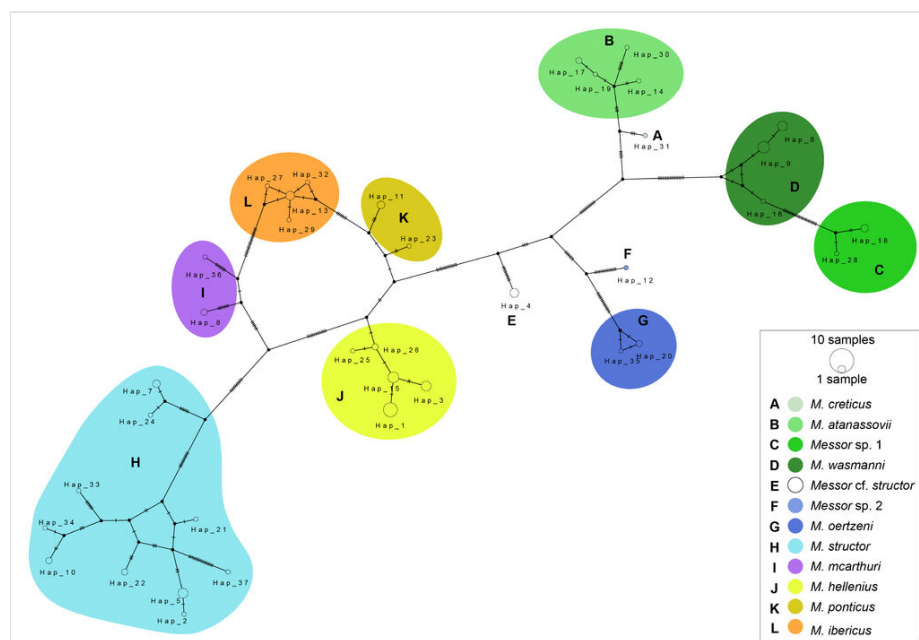 B
Hap_30
Hap_17
Hap_19
Hap_14
A
Hap_31
Hap_6
Hap_9
D
Hap_16
Hap_18
Hap_28
C
Hap_27
Hap_32
L
Hap_13
Hap_29
Hap_11
K
Hap_23
Hap_36
I
Hap_8
F
Hap_12
Hap_4
E
G
Hap_35
Hap_20
Hap_26
Hap_25
Hap_15
Hap_3
J
Hap_1
Hap_7
Hap_24
H
Hap_33
Hap_34
Hap_21
Hap_10
Hap_22
Hap_37
Hap_5
Hap_2
10 samples
1 sample
A M. creticus
B M. atanassovii
C Messor sp. 1
D M. wasmanni
E Messor cf. structor
F Messor sp. 2
G M. oertzeni
H M. structor
I M. mcarthuri
J M. hellenius
K M. ponticus
L M. ibericus